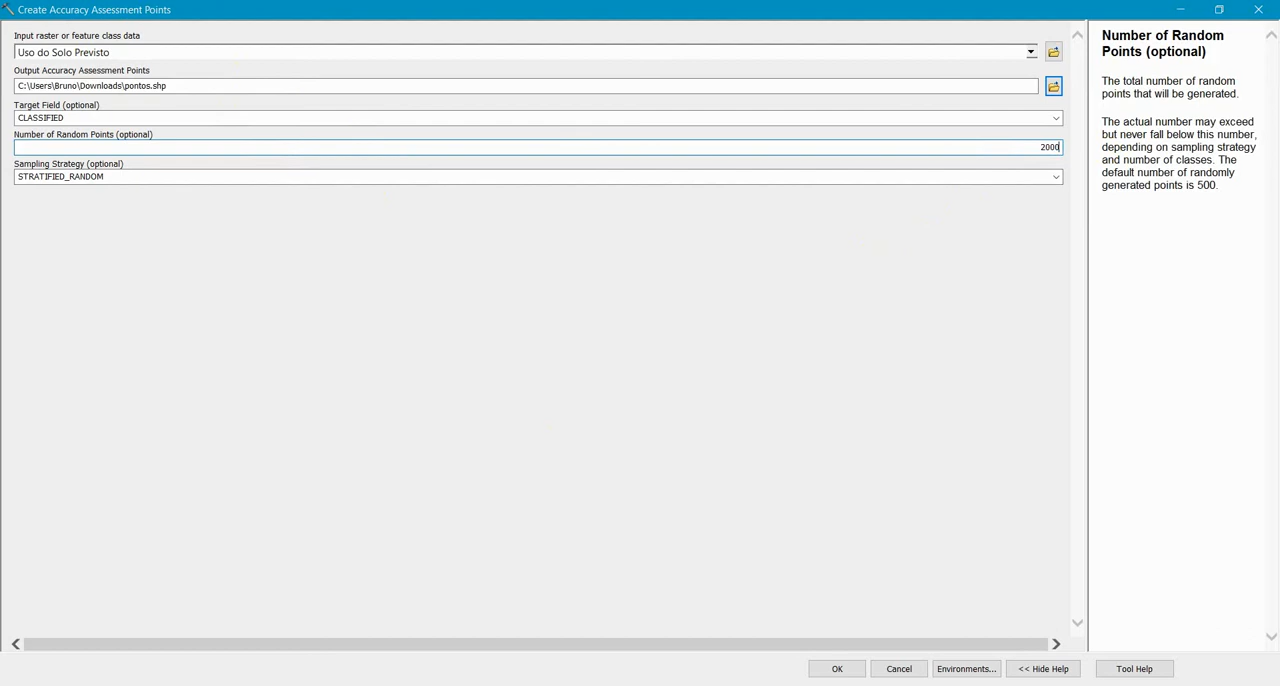 Create Accuracy Assessment Points
Input raster or feature class data
Uso do Solo Previsto
Output Accuracy Assessment Points
C:\Users\Bruno\Downloads\pontos.shp
Target Field (optional)
CLASSIFIED
Number of Random Points (optional)
2000
Sampling Strategy (optional)
STRATIFIED_RANDOM
Number of Random
Points (optional)
The total number of random
points that will be generated.
The actual number may exceed
but never fall below this number,
depending on sampling strategy
and number of classes. The
default number of randomly
generated points is 500.
OK
Cancel
Environments...
<< Hide Help
Tool Help